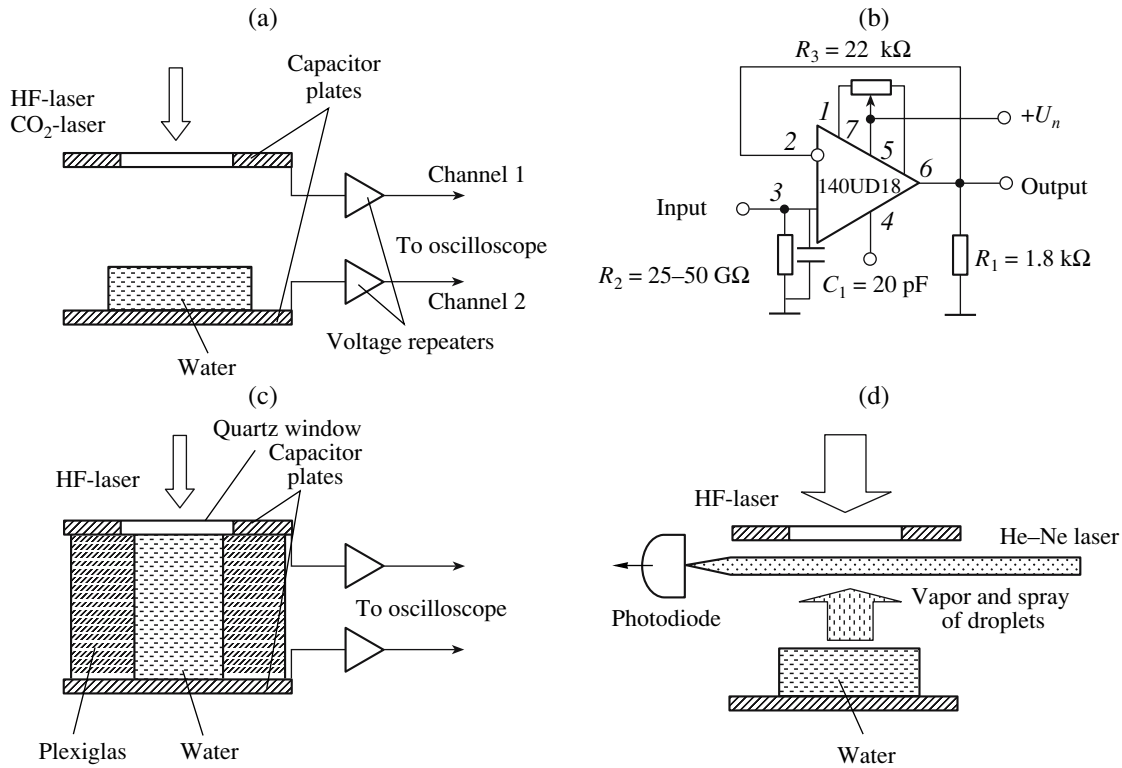 (a)
HF-laser
CO₂-laser
Capacitor
plates
Channel 1
To oscilloscope
Channel 2
Voltage repeaters
Water
(b)
R₃ = 22 kΩ
1
7
2
5
+Uₙ
6
140UD18
Output
3
Input
4
R₂ = 25–50 GΩ
C₁ = 20 pF
R₁ = 1.8 kΩ
(c)
Quartz window
Capacitor
plates
HF-laser
To oscilloscope
Plexiglas
Water
(d)
HF-laser
He–Ne laser
Photodiode
Vapor and spray
of droplets
Water